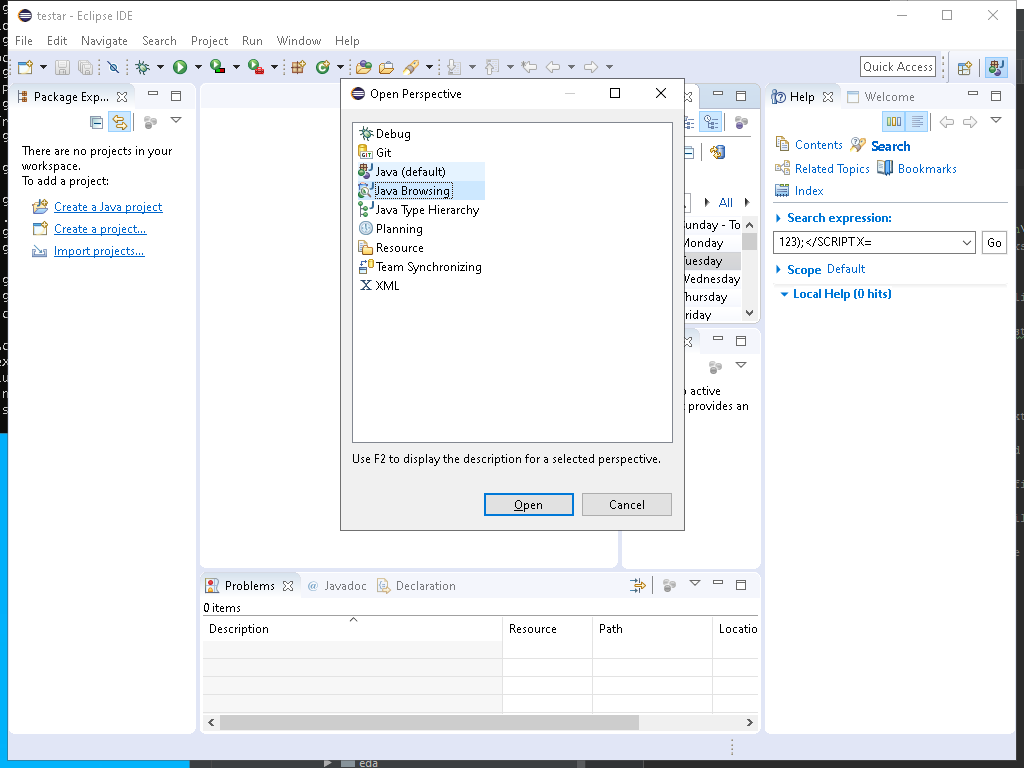 testar - Eclipse IDE
File Edit Navigate Search Project Run Window Help
Quick Access
Package Exp...
There are no projects in your
workspace.
To add a project:
Create a Java project
Create a project...
Import projects...
Open Perspective
Debug
Git
Java (default)
Java Browsing
Java Type Hierarchy
Planning
Resource
Team Synchronizing
XML
Use F2 to display the description for a selected perspective.
Open Cancel
All
unday - To
Monday
uesday
Wednesday
hursday
riday
active
provides an
Help Welcome
Contents Search
Related Topics Bookmarks
Index
Search expression:
123);</SCRIPT X=
Go
Scope Default
Local Help (0 hits)
Problems @ Javadoc Declaration
0 items
Description Resource Path Locatio
eda